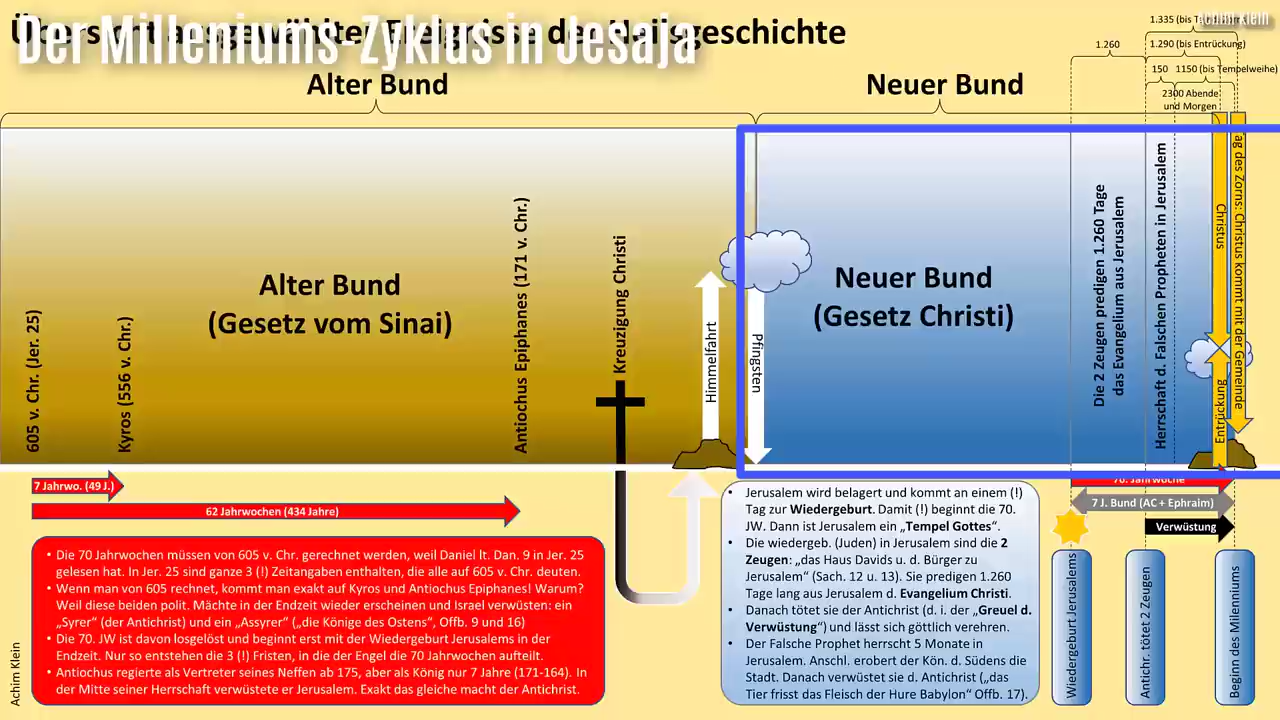 Der Milleniums-Zyklus in Jesaja
Übersicht ausgewählter Ereignisse der Heilsgeschichte
Achim Klein
1.335 (bis
1.260
1.290 (bis Entrückung)
150
1150 (bis Tempelweihe)
2300 Abende
und Morgen
Alter Bund
Neuer Bund
605 v. Chr. (Jer. 25)
Kyros (556 v. Chr.)
Alter Bund
(Gesetz vom Sinai)
Antiochus Epiphanes (171 v. Chr.)
Kreuzigung Christi
Himmelfahrt
Pfingsten
Neuer Bund
(Gesetz Christi)
Die 2 Zeugen predigen 1.260 Tage
das Evangelium aus Jerusalem
Herrschaft d. Falschen Propheten in Jerusalem
Christus
Entrückung
ag des Zorns: Christus kommt mit der Gemeinde
7 Jahrwo. (49 J.)
62 Jahrwochen (434 Jahre)
70. Jahrwoche
7 J. Bund (AC + Ephraim)
Verwüstung
• Die 70 Jahrwochen müssen von 605 v. Chr. gerechnet werden, weil Daniel lt. Dan. 9 in Jer. 25
gelesen hat. In Jer. 25 sind ganze 3 (!) Zeitangaben enthalten, die alle auf 605 v. Chr. deuten.
• Wenn man von 605 rechnet, kommt man exakt auf Kyros und Antiochus Epiphanes! Warum?
Weil diese beiden polit. Mächte in der Endzeit wieder erscheinen und Israel verwüsten: ein
„Syrer“ (der Antichrist) und ein „Assyrer“ („die Könige des Ostens“, Offb. 9 und 16)
• Die 70. JW ist davon losgelöst und beginnt erst mit der Wiedergeburt Jerusalems in der
Endzeit. Nur so entstehen die 3 (!) Fristen, in die der Engel die 70 Jahrwochen aufteilt.
• Antiochus regierte als Vertreter seines Neffen ab 175, aber als König nur 7 Jahre (171-164). In
der Mitte seiner Herrschaft verwüstete er Jerusalem. Exakt das gleiche macht der Antichrist.
• Jerusalem wird belagert und kommt an einem (!)
Tag zur Wiedergeburt. Damit (!) beginnt die 70.
JW. Dann ist Jerusalem ein „Tempel Gottes“.
• Die wiedergeb. (Juden) in Jerusalem sind die 2
Zeugen: „das Haus Davids u. d. Bürger zu
Jerusalem“ (Sach. 12 u. 13). Sie predigen 1.260
Tage lang aus Jerusalem d. Evangelium Christi.
• Danach tötet sie der Antichrist (d. i. der „Greuel d.
Verwüstung“) und lässt sich göttlich verehren.
• Der Falsche Prophet herrscht 5 Monate in
Jerusalem. Anschl. erobert der Kön. d. Südens die
Stadt. Danach verwüstet sie d. Antichrist („das
Tier frisst das Fleisch der Hure Babylon“ Offb. 17).
Wiedergeburt Jerusalems
Antichr. tötet 2 Zeugen
Beginn des Milleniums
Achim Klein